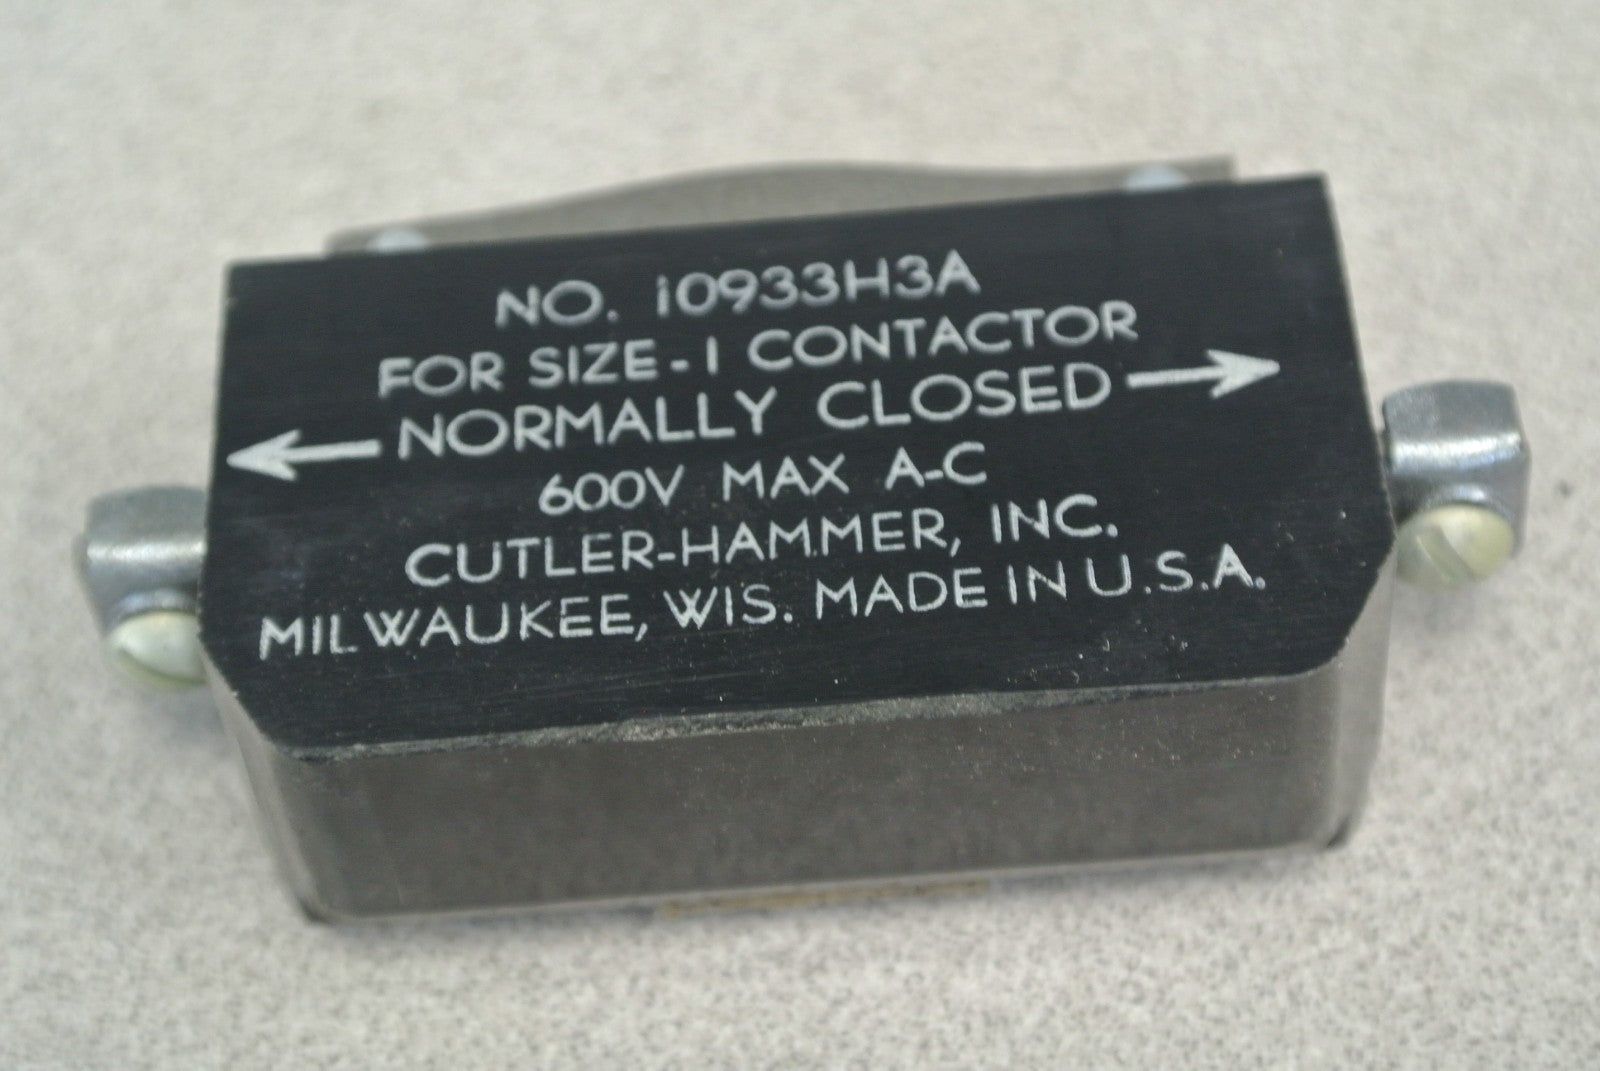 NO. 10933H3A
FOR SIZE-1 CONTACTOR
← NORMALLY CLOSED →
600V MAX A-C
CUTLER-HAMMER, INC.
MILWAUKEE, WIS. MADE IN U.S.A.